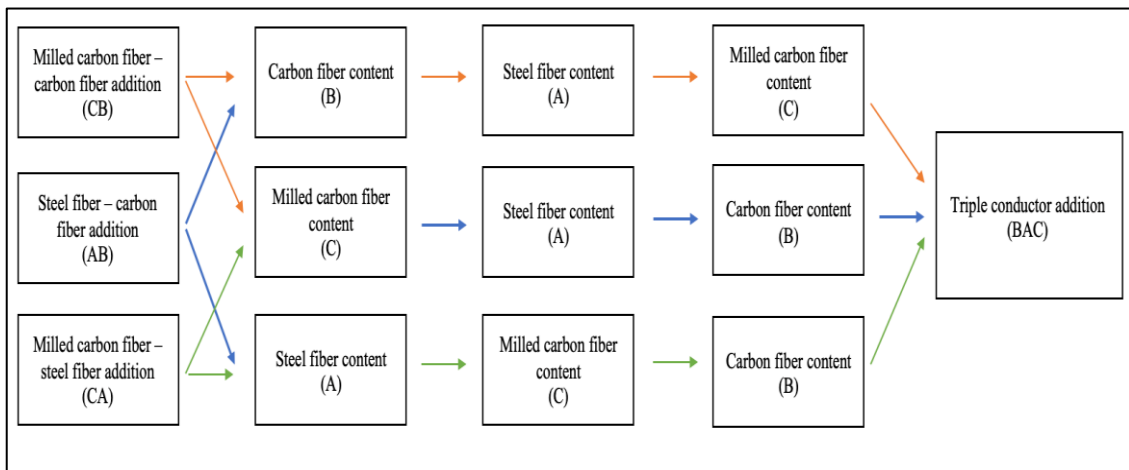 Milled carbon fiber –
carbon fiber addition
(CB)
Carbon fiber content
(B)
Steel fiber content
(A)
Milled carbon fiber
content
(C)
Steel fiber – carbon
fiber addition
(AB)
Milled carbon fiber
content
(C)
Steel fiber content
(A)
Carbon fiber content
(B)
Triple conductor addition
(BAC)
Milled carbon fiber –
steel fiber addition
(CA)
Steel fiber content
(A)
Milled carbon fiber
content
(C)
Carbon fiber content
(B)